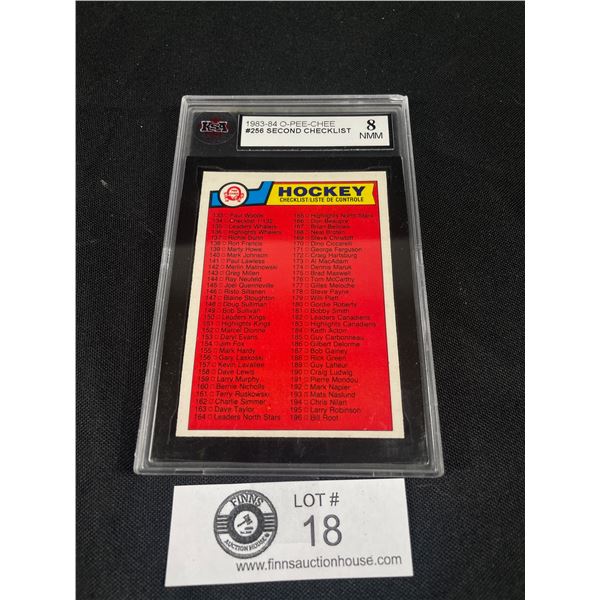 KSA
1983-84 O-PEE-CHEE
#256 SECOND CHECKLIST
8
NMM
HOCKEY
CHECKLIST/LISTE DE CONTROLE
133 □ Paul Woods
134 □ Checklist 1-132
135 □ Leaders Whalers
136 □ Highlights Whalers
137 □ Richie Dunn
138 □ Ron Francis
139 □ Marty Howe
140 □ Mark Johnson
141 □ Paul Lawless
142 □ Merlin Malinowski
143 □ Greg Millen
144 □ Ray Neufeld
145 □ Joel Quenneville
146 □ Risto Siltanen
147 □ Blaine Stoughton
148 □ Doug Sulliman
149 □ Bob Sullivan
150 □ Leaders Kings
151 □ Highlights Kings
152 □ Marcel Dionne
153 □ Daryl Evans
154 □ Jim Fox
155 □ Mark Hardy
156 □ Gary Laskoski
157 □ Kevin Lavallee
158 □ Dave Lewis
159 □ Larry Murphy
160 □ Bernie Nicholls
161 □ Terry Ruskowski
162 □ Charlie Simmer
163 □ Dave Taylor
164 □ Leaders North Stars
165 □ Highlights North Stars
166 □ Don Beaupre
167 □ Brian Bellows
168 □ Neal Broten
169 □ Steve Christoff
170 □ Dino Ciccarelli
171 □ George Ferguson
172 □ Craig Hartsburg
173 □ Al MacAdam
174 □ Dennis Maruk
175 □ Brad Maxwell
176 □ Tom McCarthy
177 □ Gilles Meloche
178 □ Steve Payne
179 □ Willi Plett
180 □ Gordie Roberts
181 □ Bobby Smith
182 □ Leaders Canadiens
183 □ Highlights Canadiens
184 □ Keith Acton
185 □ Guy Carbonneau
186 □ Gilbert Delorme
187 □ Bob Gainey
188 □ Rick Green
189 □ Guy Lafleur
190 □ Craig Ludwig
191 □ Pierre Mondou
192 □ Mark Napier
193 □ Mats Naslund
194 □ Chris Nilan
195 □ Larry Robinson
196 □ Bill Root
FINNS
AUCTION HOUSE
LOT #
18
www.finnsauctionhouse.com